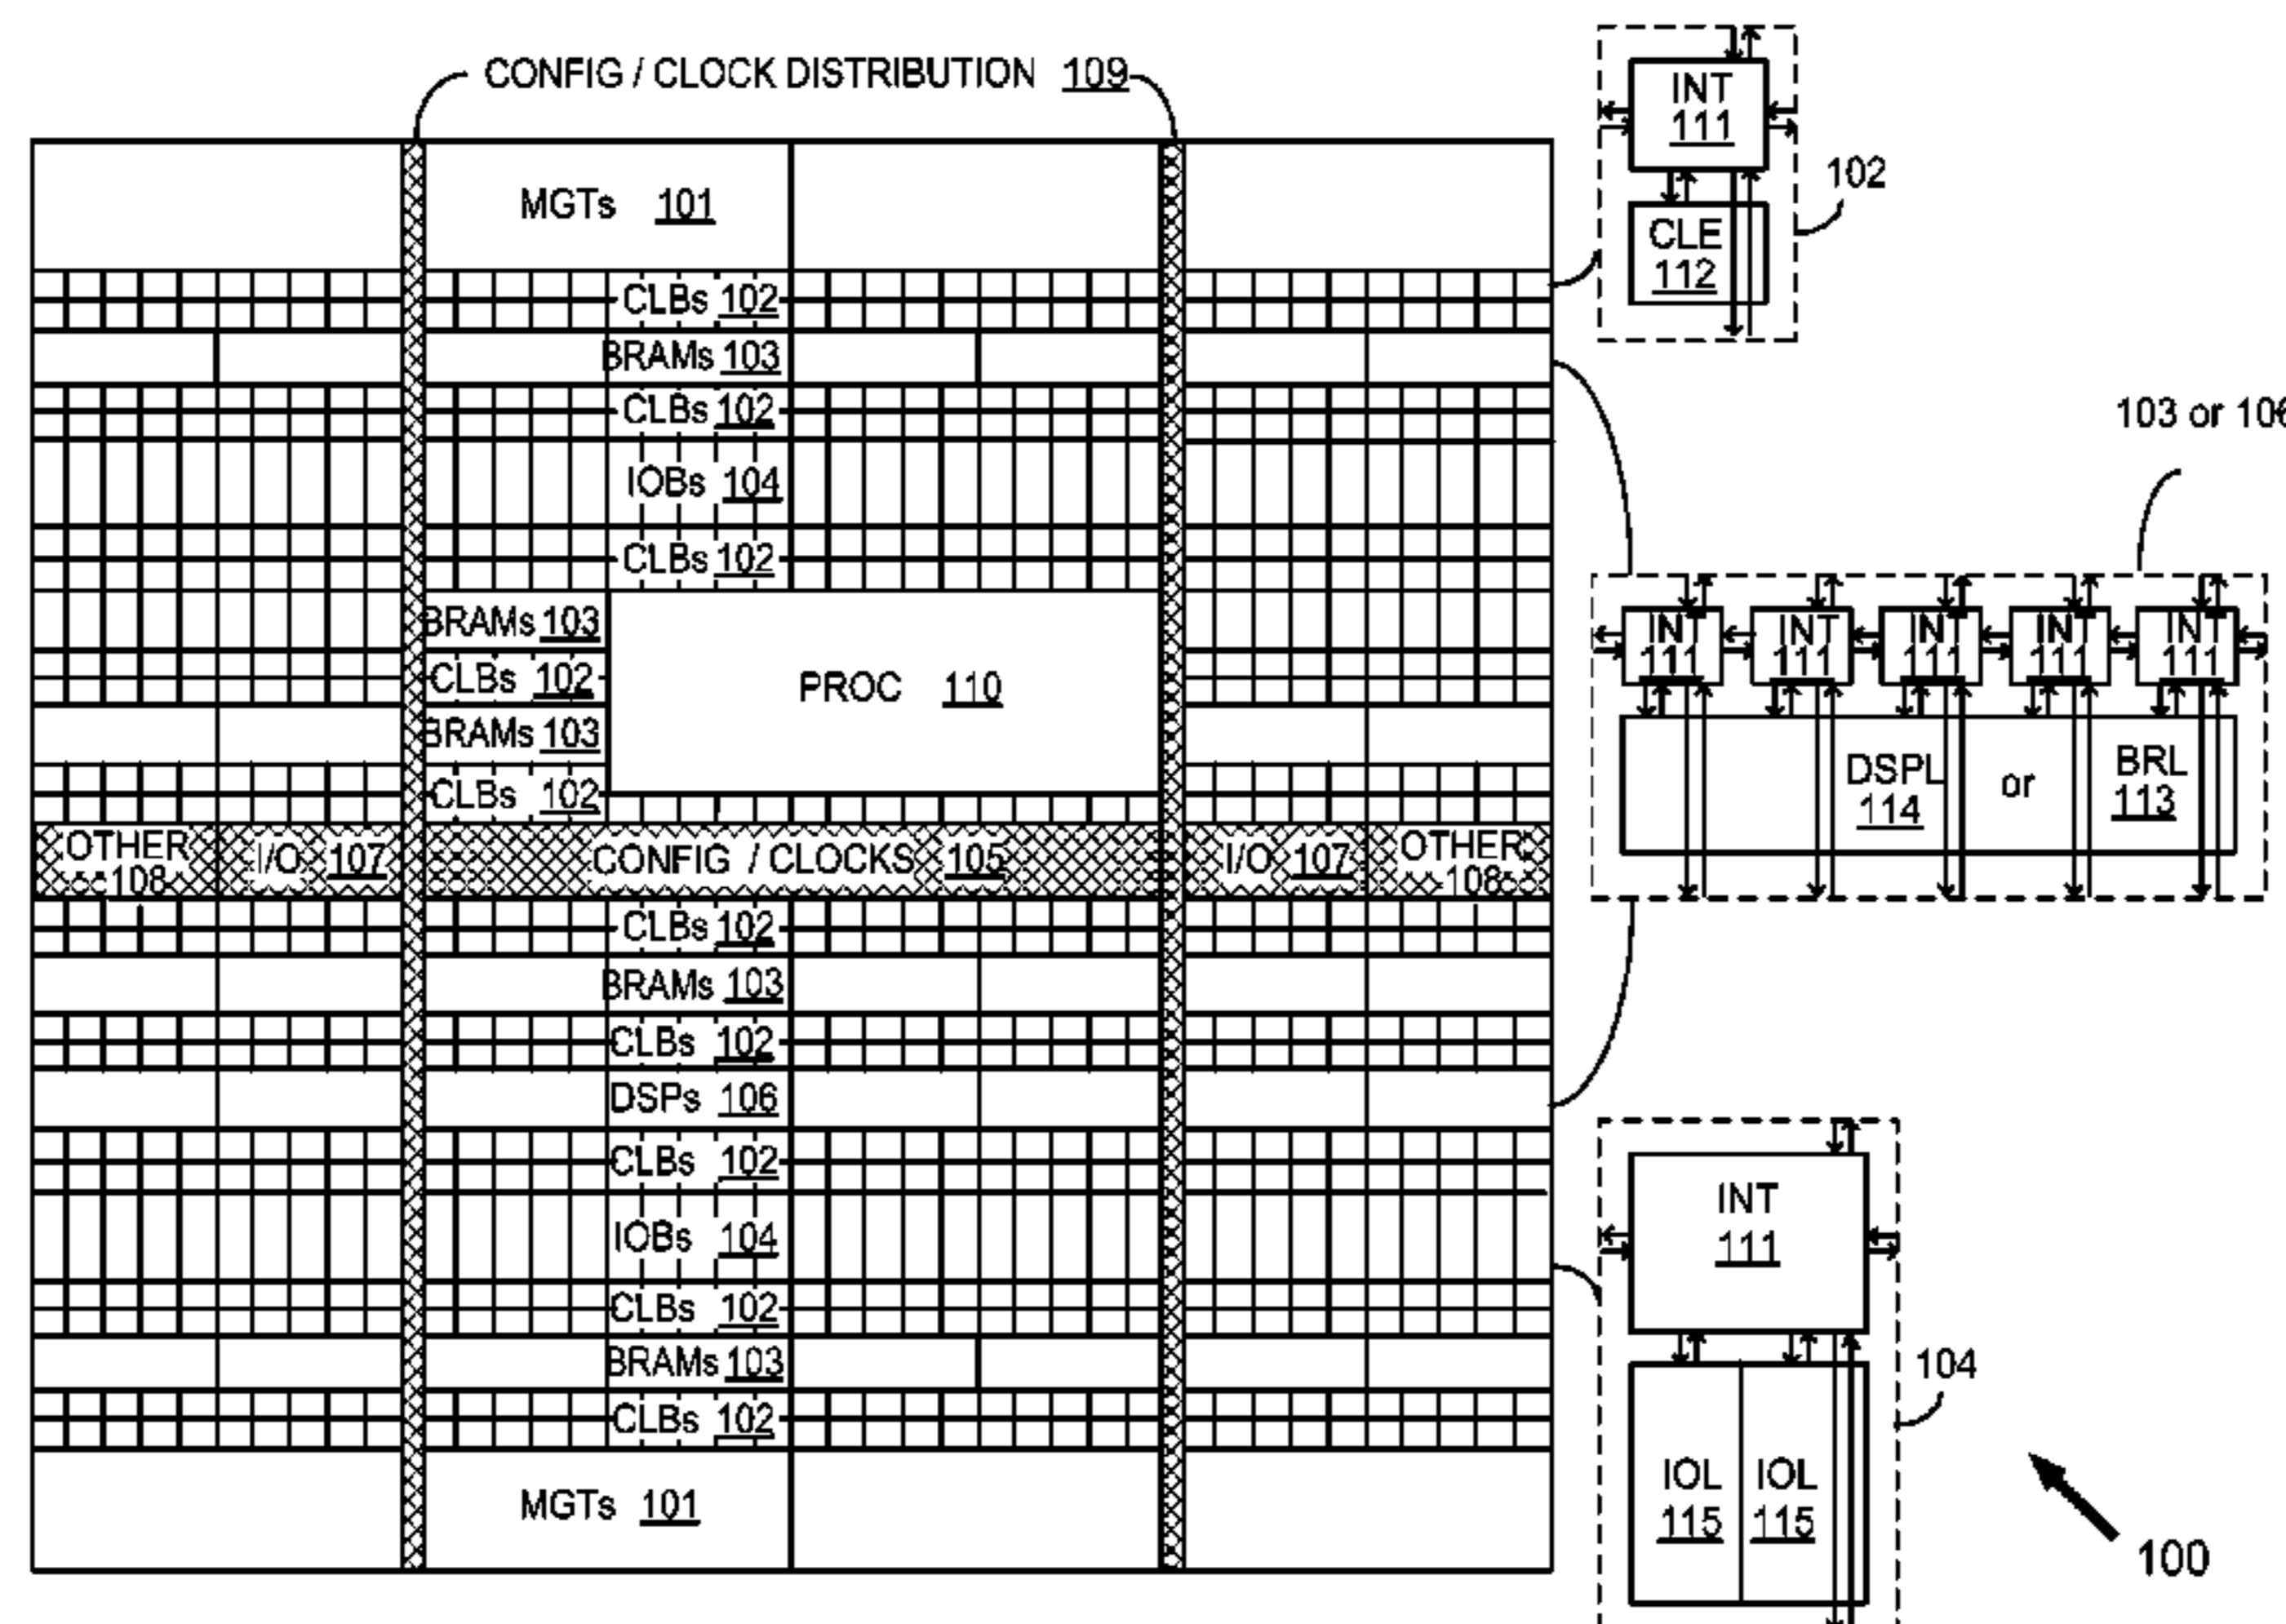 CONFIG / CLOCK DISTRIBUTION 109
MGTs 101
CLBs 102
BRAMs 103
CLBs 102
IOBs 104
CLBs 102
BRAMs 103
CLBs 102
PROC 110
BRAMs 103
CLBs 102
OTHER 108
I/O 107
CONFIG / CLOCKS 105
I/O 107
OTHER 108
CLBs 102
BRAMs 103
CLBs 102
DSPs 106
CLBs 102
IOBs 104
CLBs 102
BRAMs 103
CLBs 102
MGTs 101
INT 111
CLE 112
102
103 or 106
INT 111
INT 111
INT 111
INT 111
INT 111
DSPL 114
or
BRL 113
INT 111
IOL 115
IOL 115
104
100